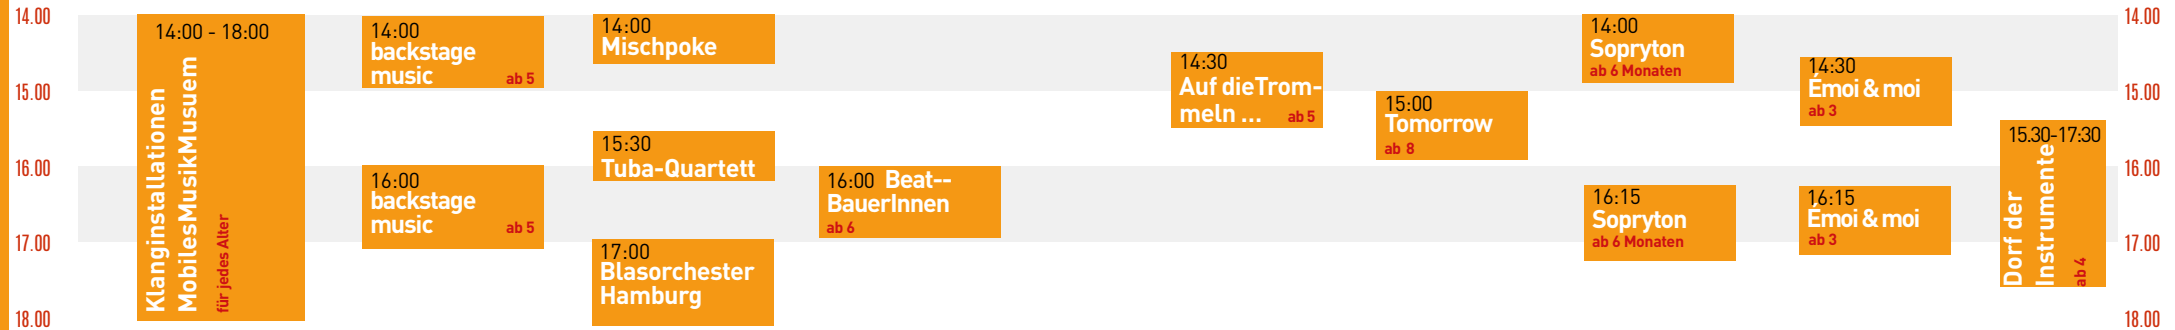 14.00
15.00
16.00
17.00
18.00
14:00 - 18:00
Klanginstallationen
MobilesMusikMusuem
für jedes Alter
14:00
backstage
music ab 5
16:00
backstage
music ab 5
14:00
Mischpoke
15:30
Tuba-Quartett
17:00
Blasorchester
Hamburg
16:00 Beat--
BauerInnen
ab 6
14:30
Auf dieTrom-
meln ... ab 5
15:00
Tomorrow
ab 8
14:00
Sopryton
ab 6 Monaten
16:15
Sopryton
ab 6 Monaten
14:30
Émoi & moi
ab 3
16:15
Émoi & moi
ab 3
15.30-17:30
Dorf der
Instrumente
ab 4
14.00
15.00
16.00
17.00
18.00